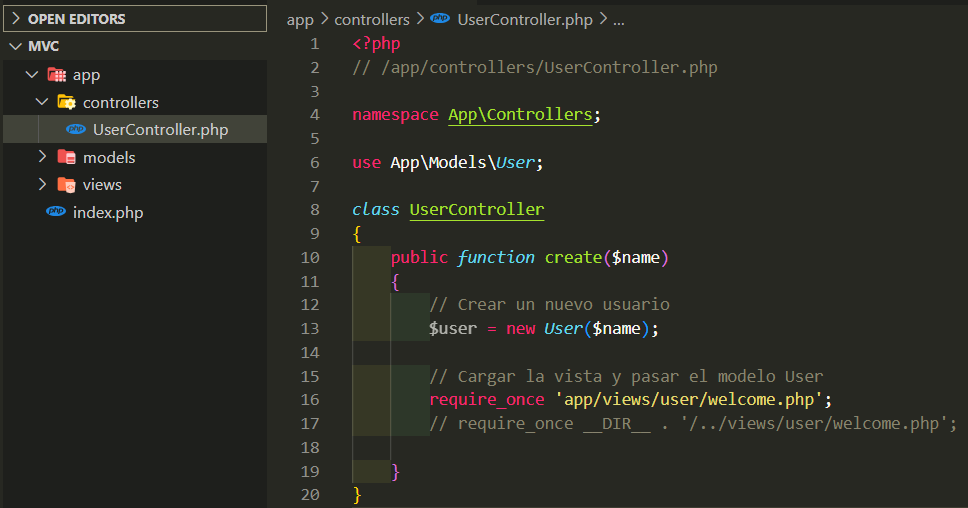 OPEN EDITORS
MVC
app
controllers
php UserController.php
models
views
php index.php
app > controllers > php UserController.php > ...
1 <?php
2 // /app/controllers/UserController.php
3
4 namespace App\Controllers;
5
6 use App\Models\User;
7
8 class UserController
9 {
10 public function create($name)
11 {
12 // Crear un nuevo usuario
13 $user = new User($name);
14
15 // Cargar la vista y pasar el modelo User
16 require_once 'app/views/user/welcome.php';
17 // require_once __DIR__ . '/../views/user/welcome.php';
18
19 }
20 }